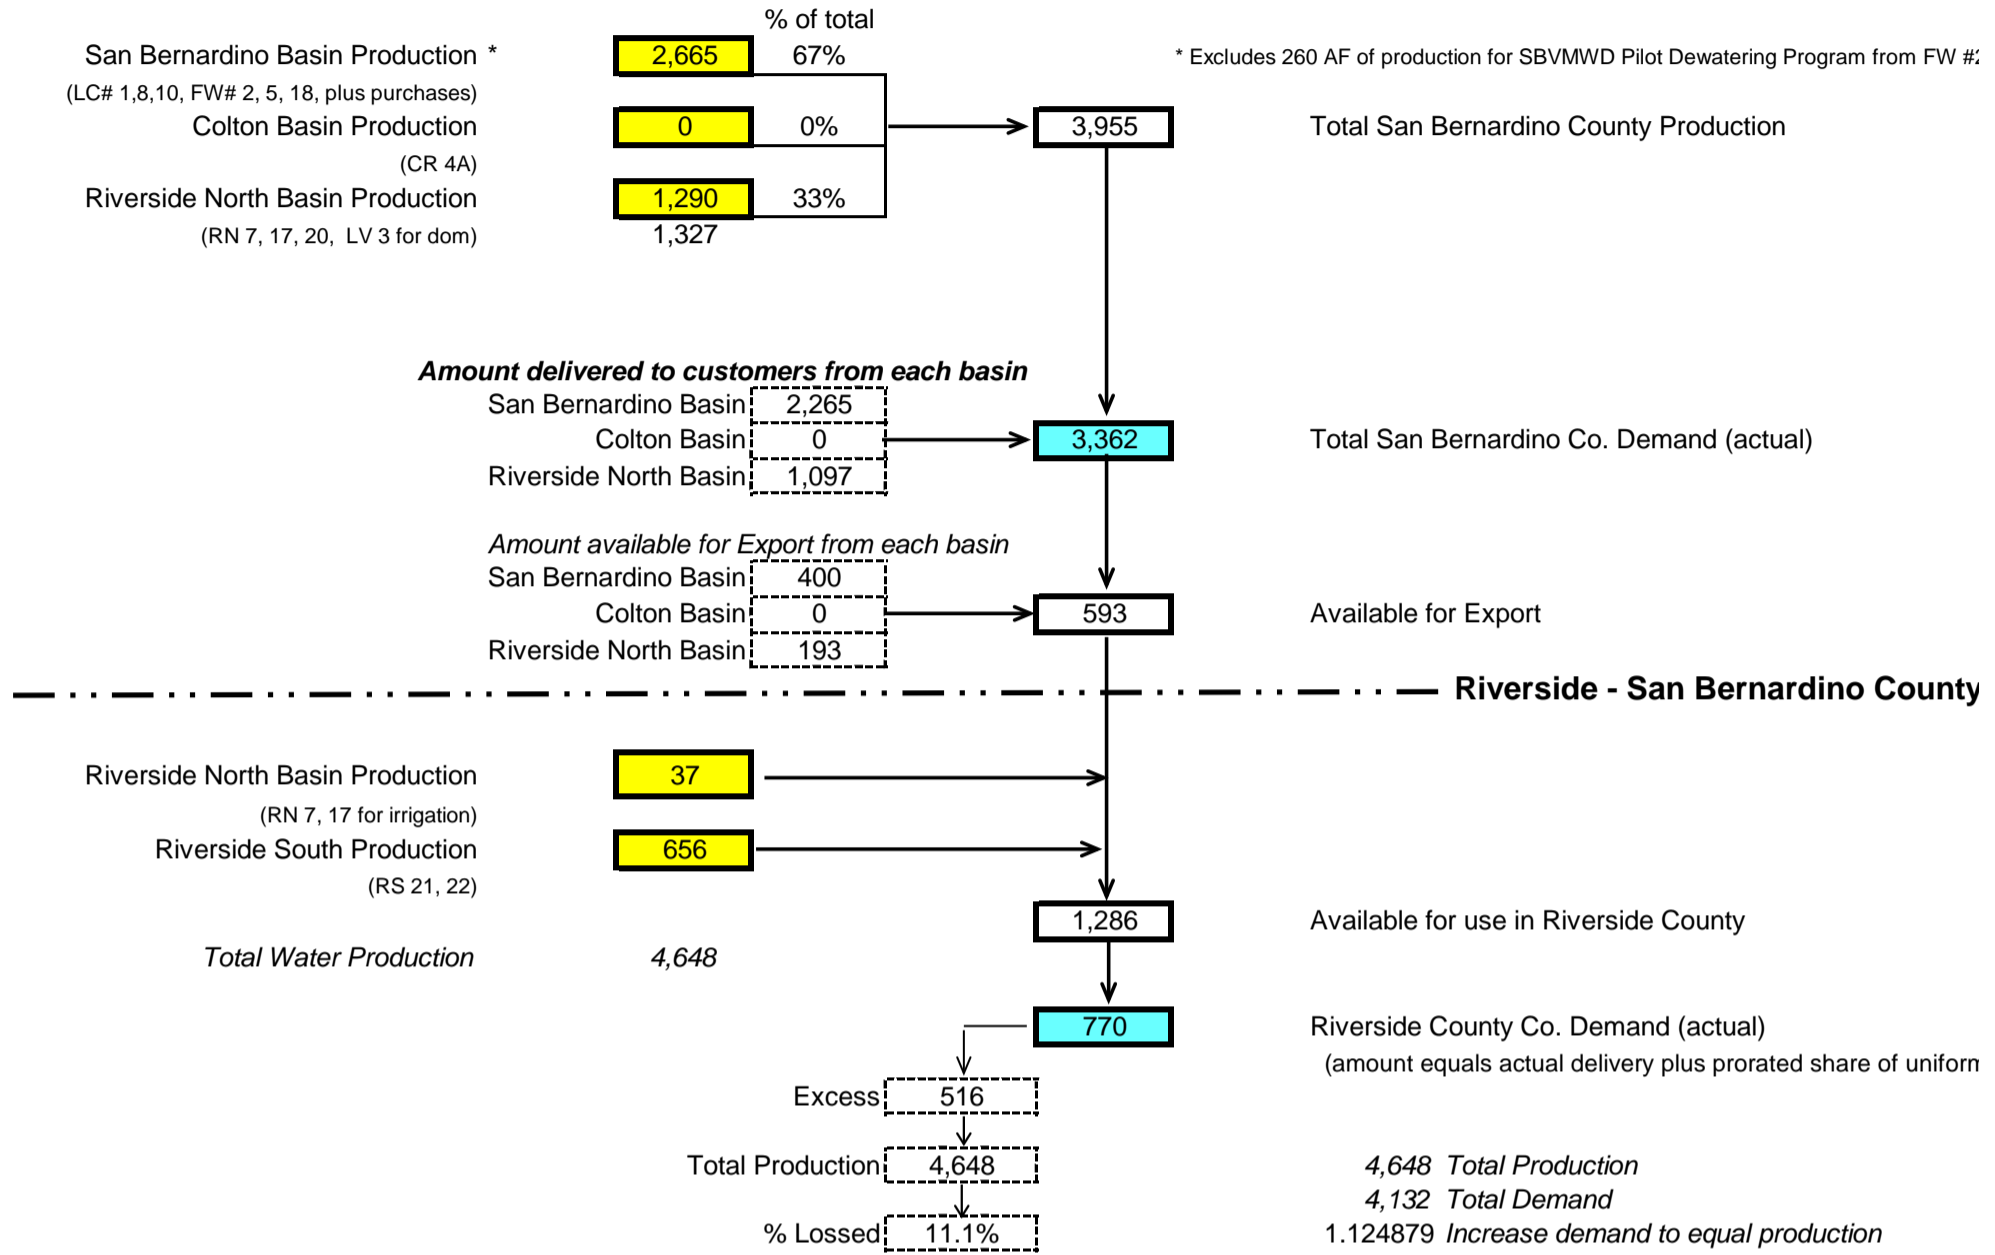 % of total
San Bernardino Basin Production * 2,665 67% * Excludes 260 AF of production for SBVMWD Pilot Dewatering Program from FW
(LC# 1,8,10, FW# 2, 5, 18, plus purchases)
Colton Basin Production 0 0% 3,955 Total San Bernardino County Production
(CR 4A)
Riverside North Basin Production 1,290 33%
(RN 7, 17, 20, LV 3 for dom) 1,327
Amount delivered to customers from each basin
San Bernardino Basin 2,265
Colton Basin 0 3,362 Total San Bernardino Co. Demand (actual)
Riverside North Basin 1,097
Amount available for Export from each basin
San Bernardino Basin 400
Colton Basin 0 593 Available for Export
Riverside North Basin 193
Riverside - San Bernardino County
Riverside North Basin Production 37
(RN 7, 17 for irrigation)
Riverside South Production 656
(RS 21, 22)
1,286 Available for use in Riverside County
Total Water Production 4,648
770 Riverside County Co. Demand (actual)
(amount equals actual delivery plus prorated share of
Excess 516
Total Production 4,648 4,648 Total Production
4,132 Total Demand
% Lossed 11.1% 1.124879 Increase demand to equal production